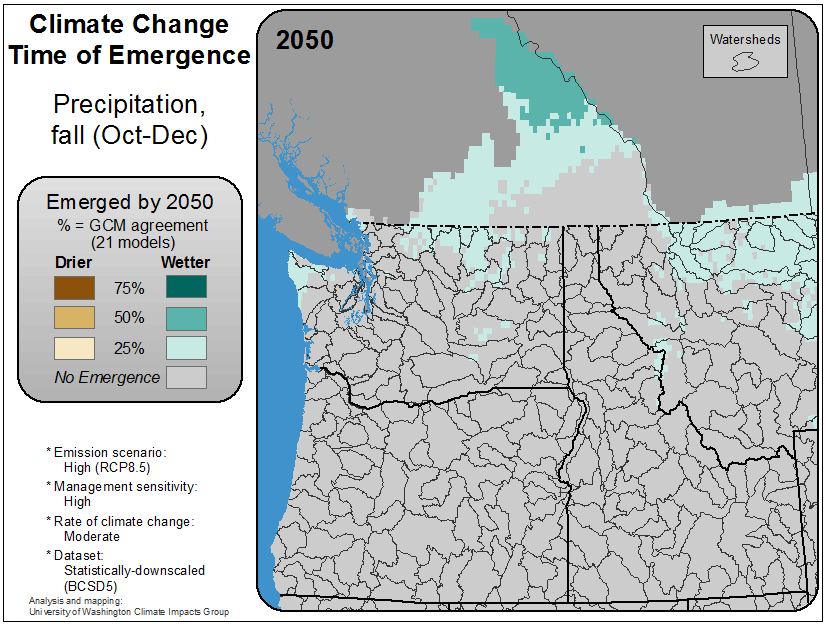 Climate Change
Time of Emergence
Precipitation,
fall (Oct-Dec)
Emerged by 2050
% = GCM agreement
(21 models)
Drier Wetter
75%
50%
25%
No Emergence
* Emission scenario:
High (RCP8.5)
* Management sensitivity:
High
* Rate of climate change:
Moderate
* Dataset:
Statistically-downscaled
(BCSD5)
Analysis and mapping:
University of Washington Climate Impacts Group
2050
Watersheds